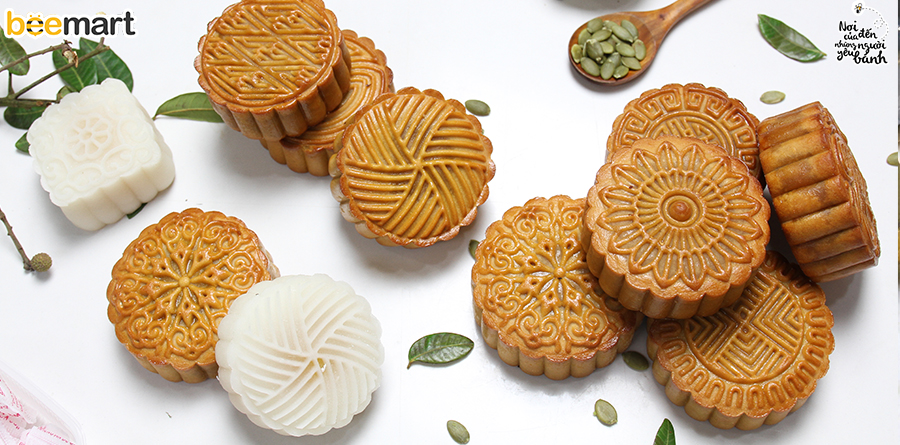 beemart
Nơi
của đến
những người
yêu bánh